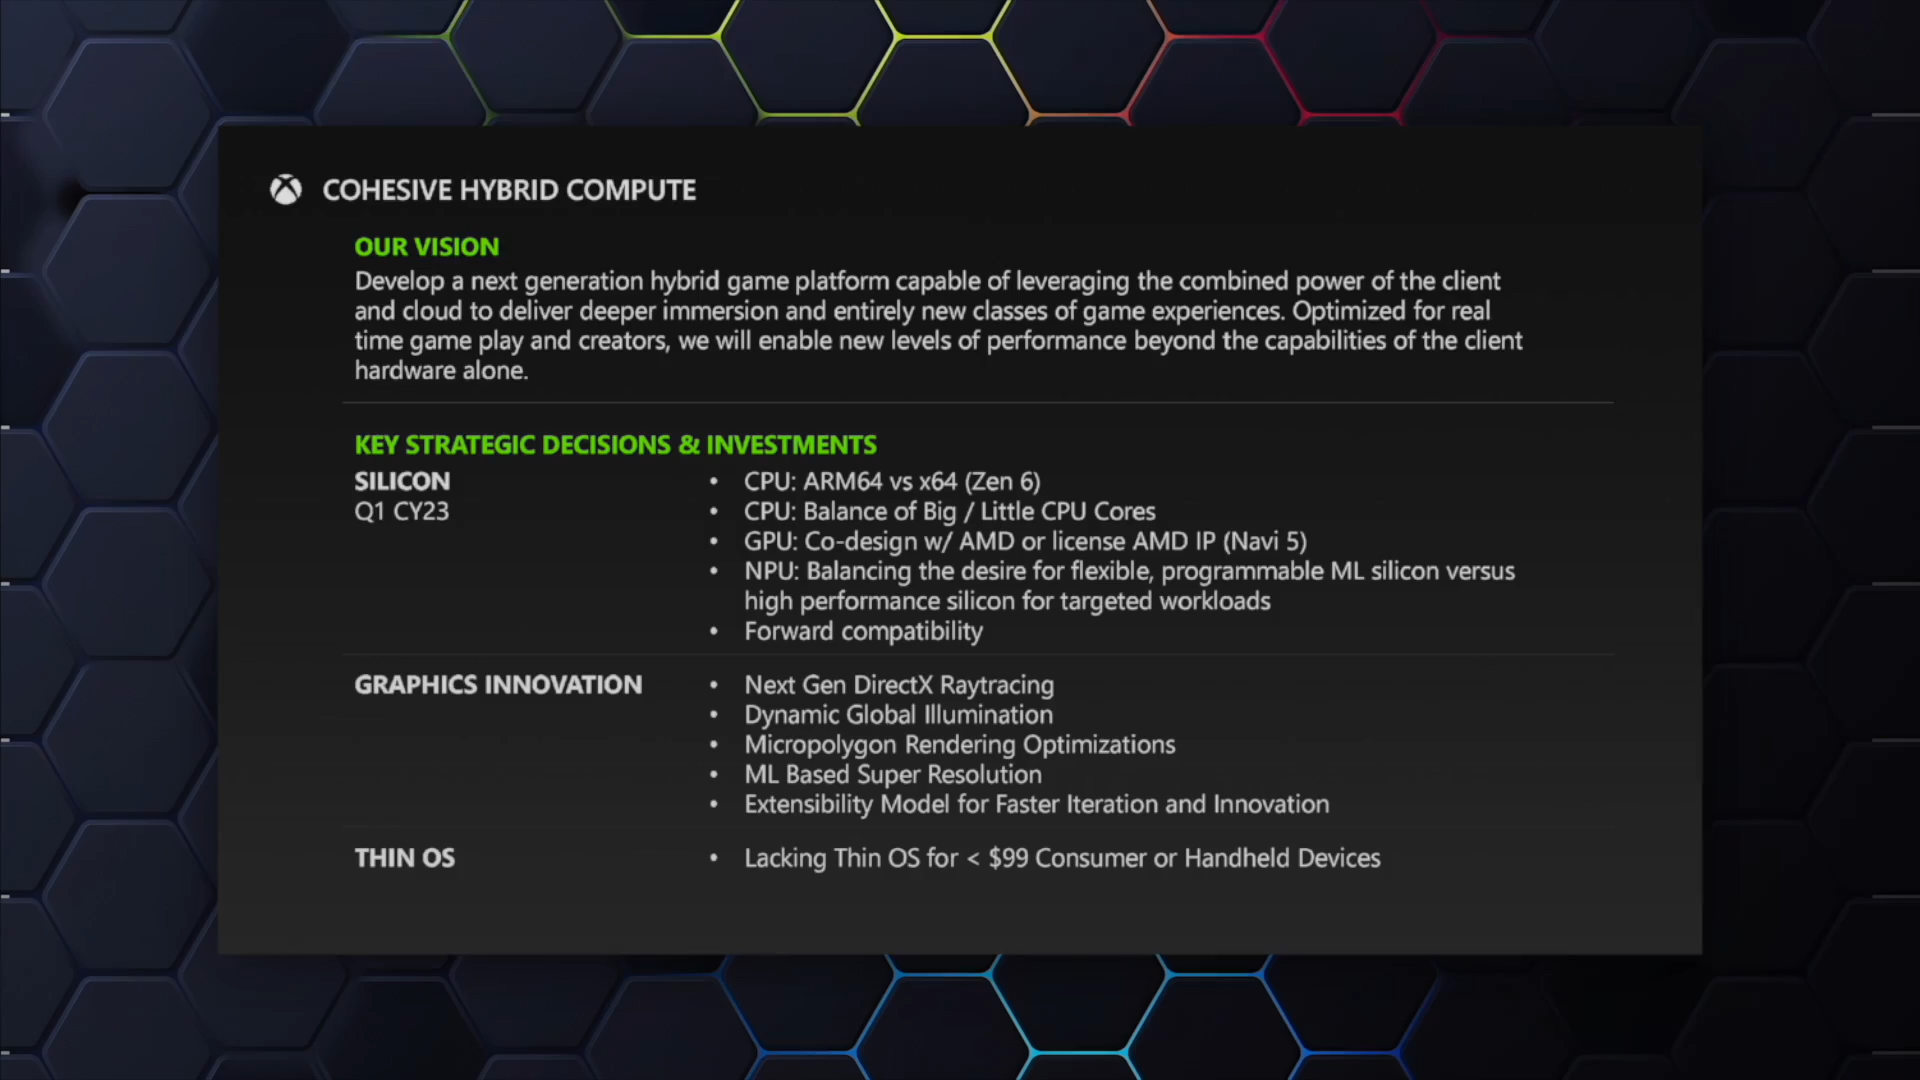 COHESIVE HYBRID COMPUTE
OUR VISION
Develop a next generation hybrid game platform capable of leveraging the combined power of the client
and cloud to deliver deeper immersion and entirely new classes of game experiences. Optimized for real
time game play and creators, we will enable new levels of performance beyond the capabilities of the client
hardware alone.
KEY STRATEGIC DECISIONS & INVESTMENTS
SILICON
Q1 CY23
• CPU: ARM64 vs x64 (Zen 6)
• CPU: Balance of Big / Little CPU Cores
• GPU: Co-design w/ AMD or license AMD IP (Navi 5)
• NPU: Balancing the desire for flexible, programmable ML silicon versus
high performance silicon for targeted workloads
• Forward compatibility
GRAPHICS INNOVATION
• Next Gen DirectX Raytracing
• Dynamic Global Illumination
• Micropolygon Rendering Optimizations
• ML Based Super Resolution
• Extensibility Model for Faster Iteration and Innovation
THIN OS
• Lacking Thin OS for < $99 Consumer or Handheld Devices